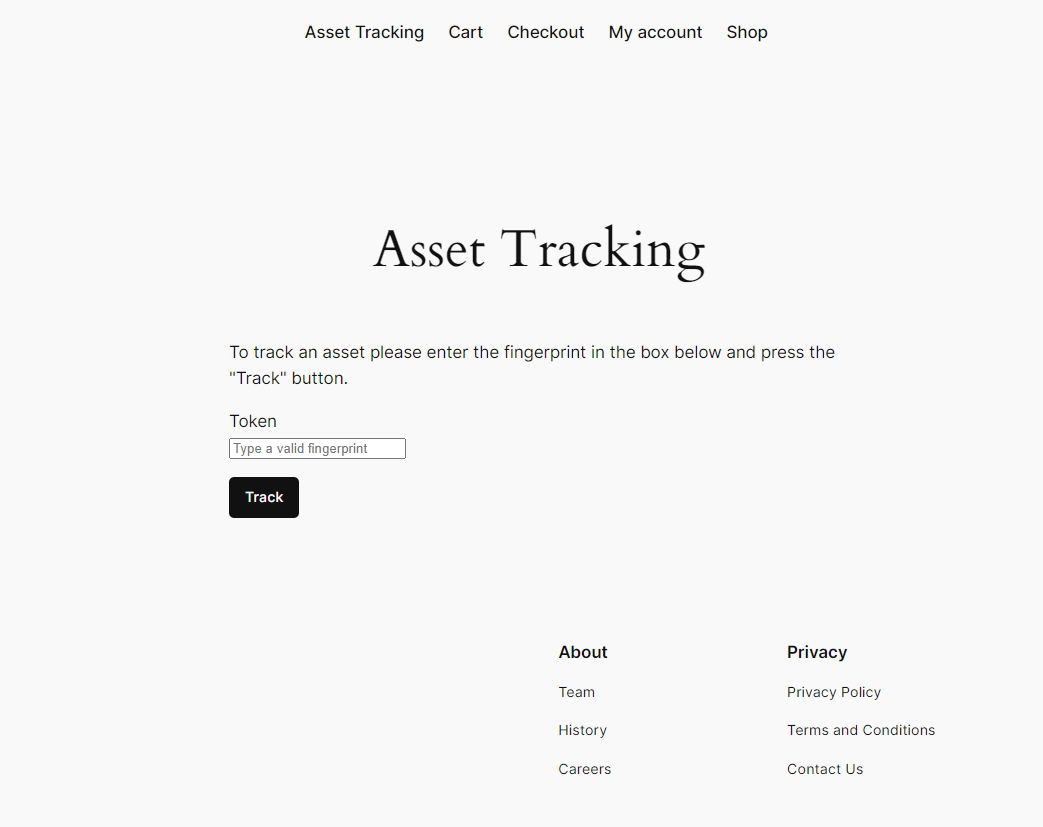 Asset Tracking Cart Checkout My account Shop
Asset Tracking
To track an asset please enter the fingerprint in the box below and press the
"Track" button.
Token
Type a valid fingerprint
Track
About
Team
History
Careers
Privacy
Privacy Policy
Terms and Conditions
Contact Us